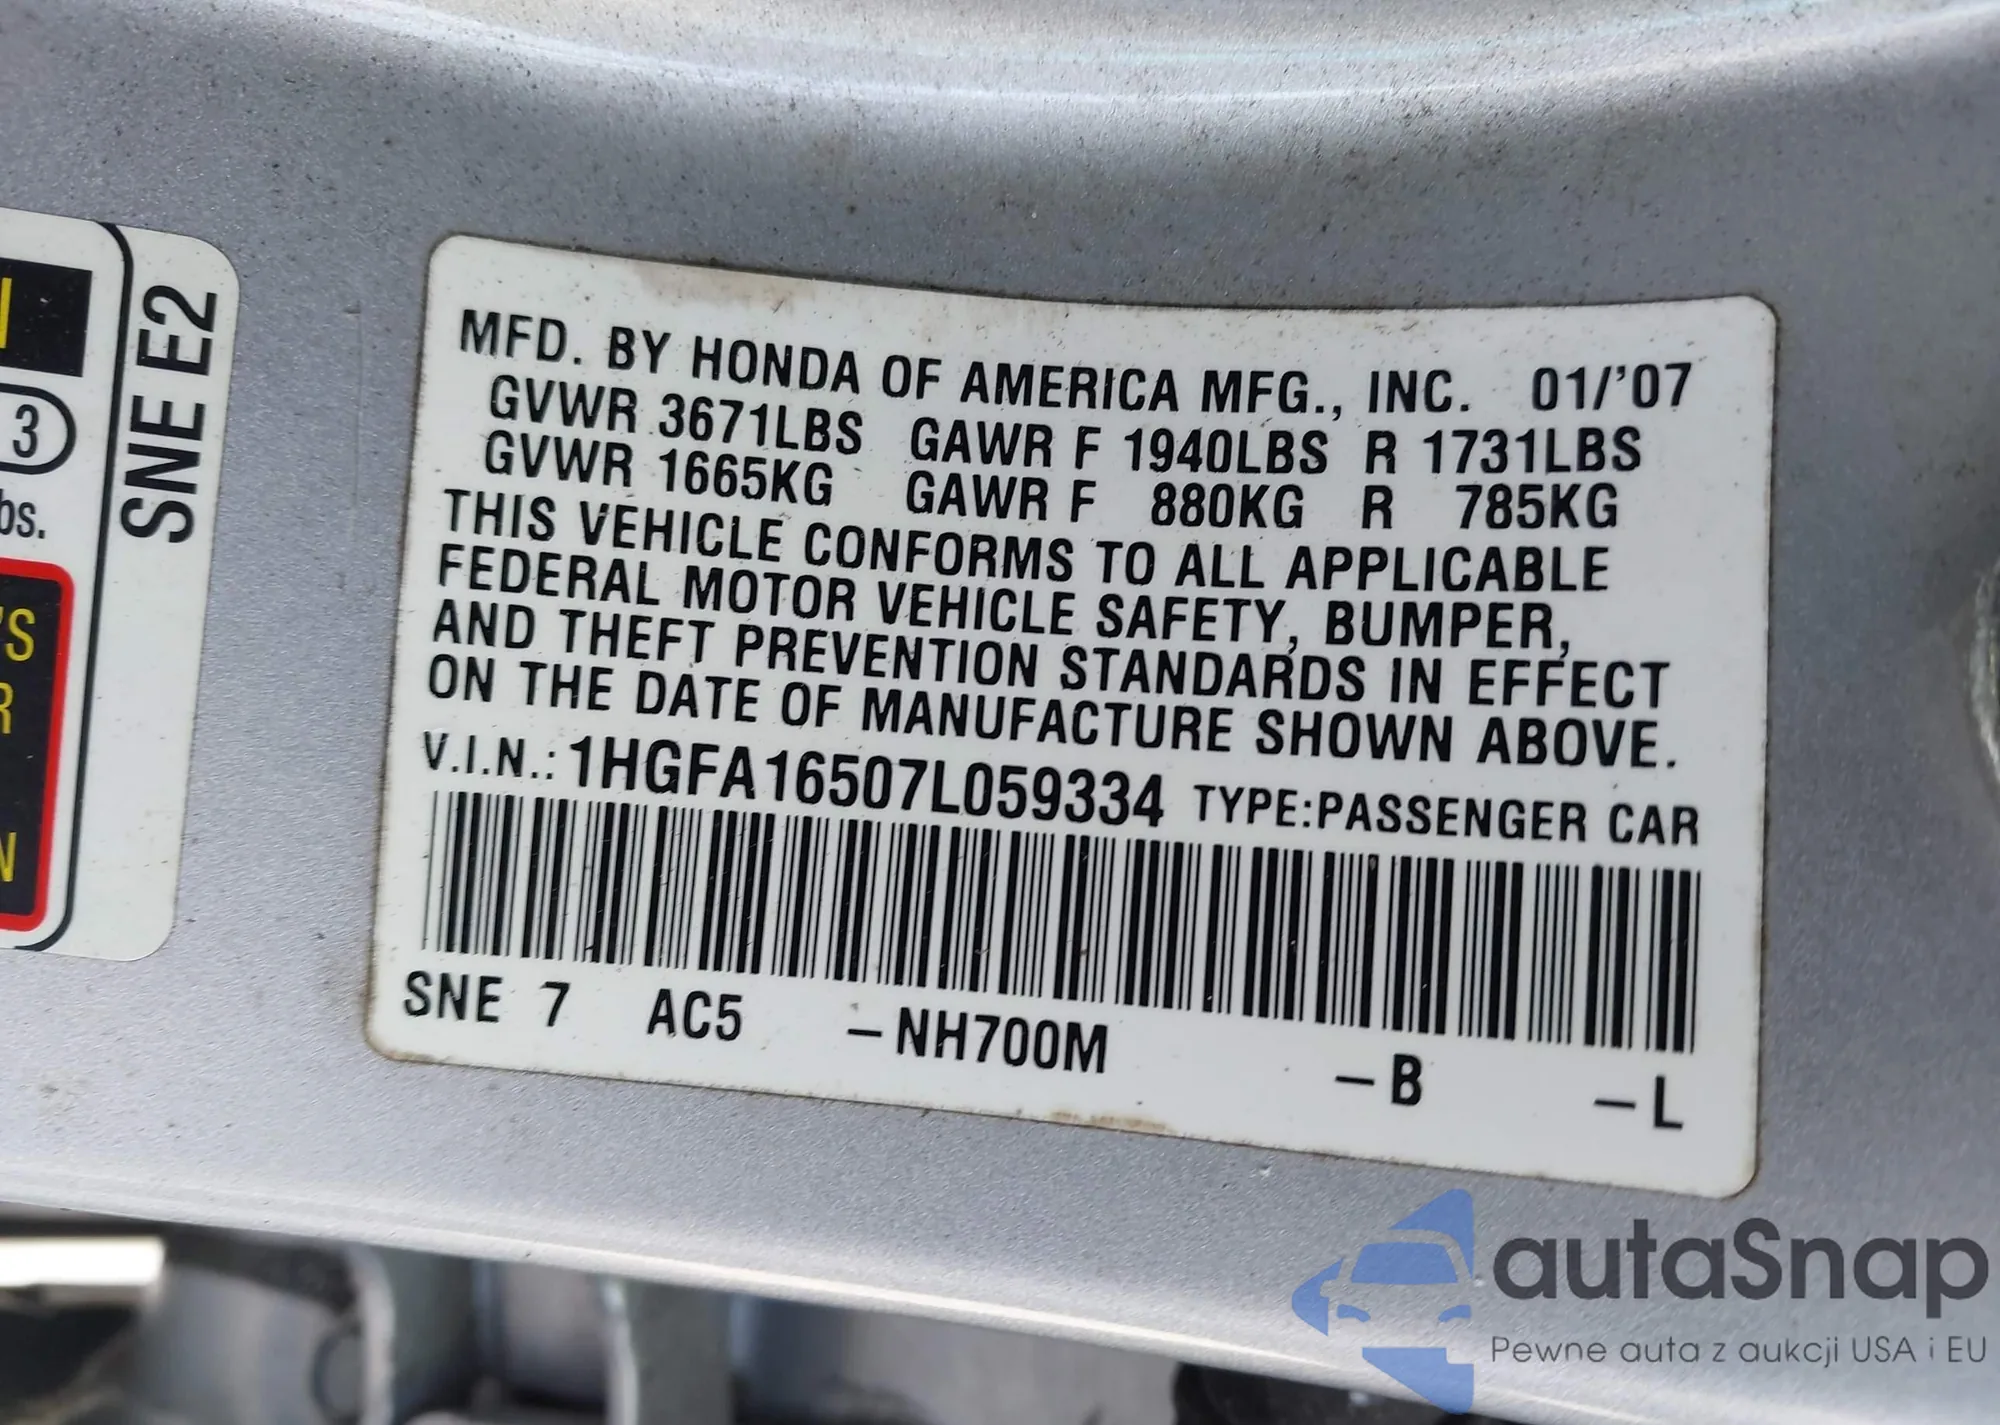 SNE E2
3
bs.
'S
R
N
MFD. BY HONDA OF AMERICA MFG., INC. 01/'07
GVWR 3671LBS GAWR F 1940LBS R 1731LBS
GVWR 1665KG GAWR F 880KG R 785KG
THIS VEHICLE CONFORMS TO ALL APPLICABLE
FEDERAL MOTOR VEHICLE SAFETY, BUMPER,
AND THEFT PREVENTION STANDARDS IN EFFECT
ON THE DATE OF MANUFACTURE SHOWN ABOVE.
V.I.N.: 1HGFA16507L059334 TYPE:PASSENGER CAR
SNE 7 AC5 –NH700M –B –L
autaSnap
Pewne auta z aukcji USA i EU